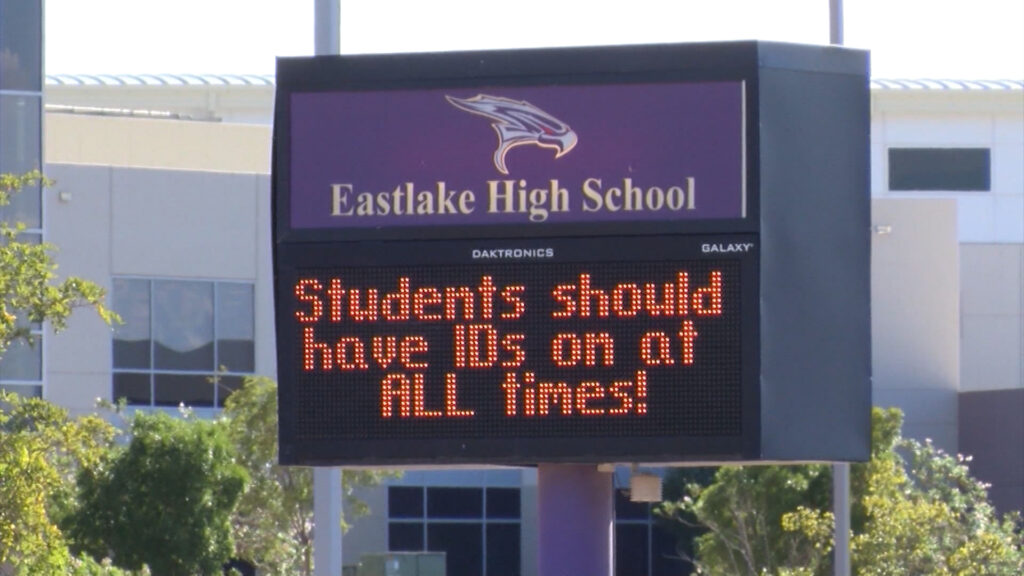 Eastlake High School
DAKTRONICS GALAXY
Students should
have IDs on at
ALL times!